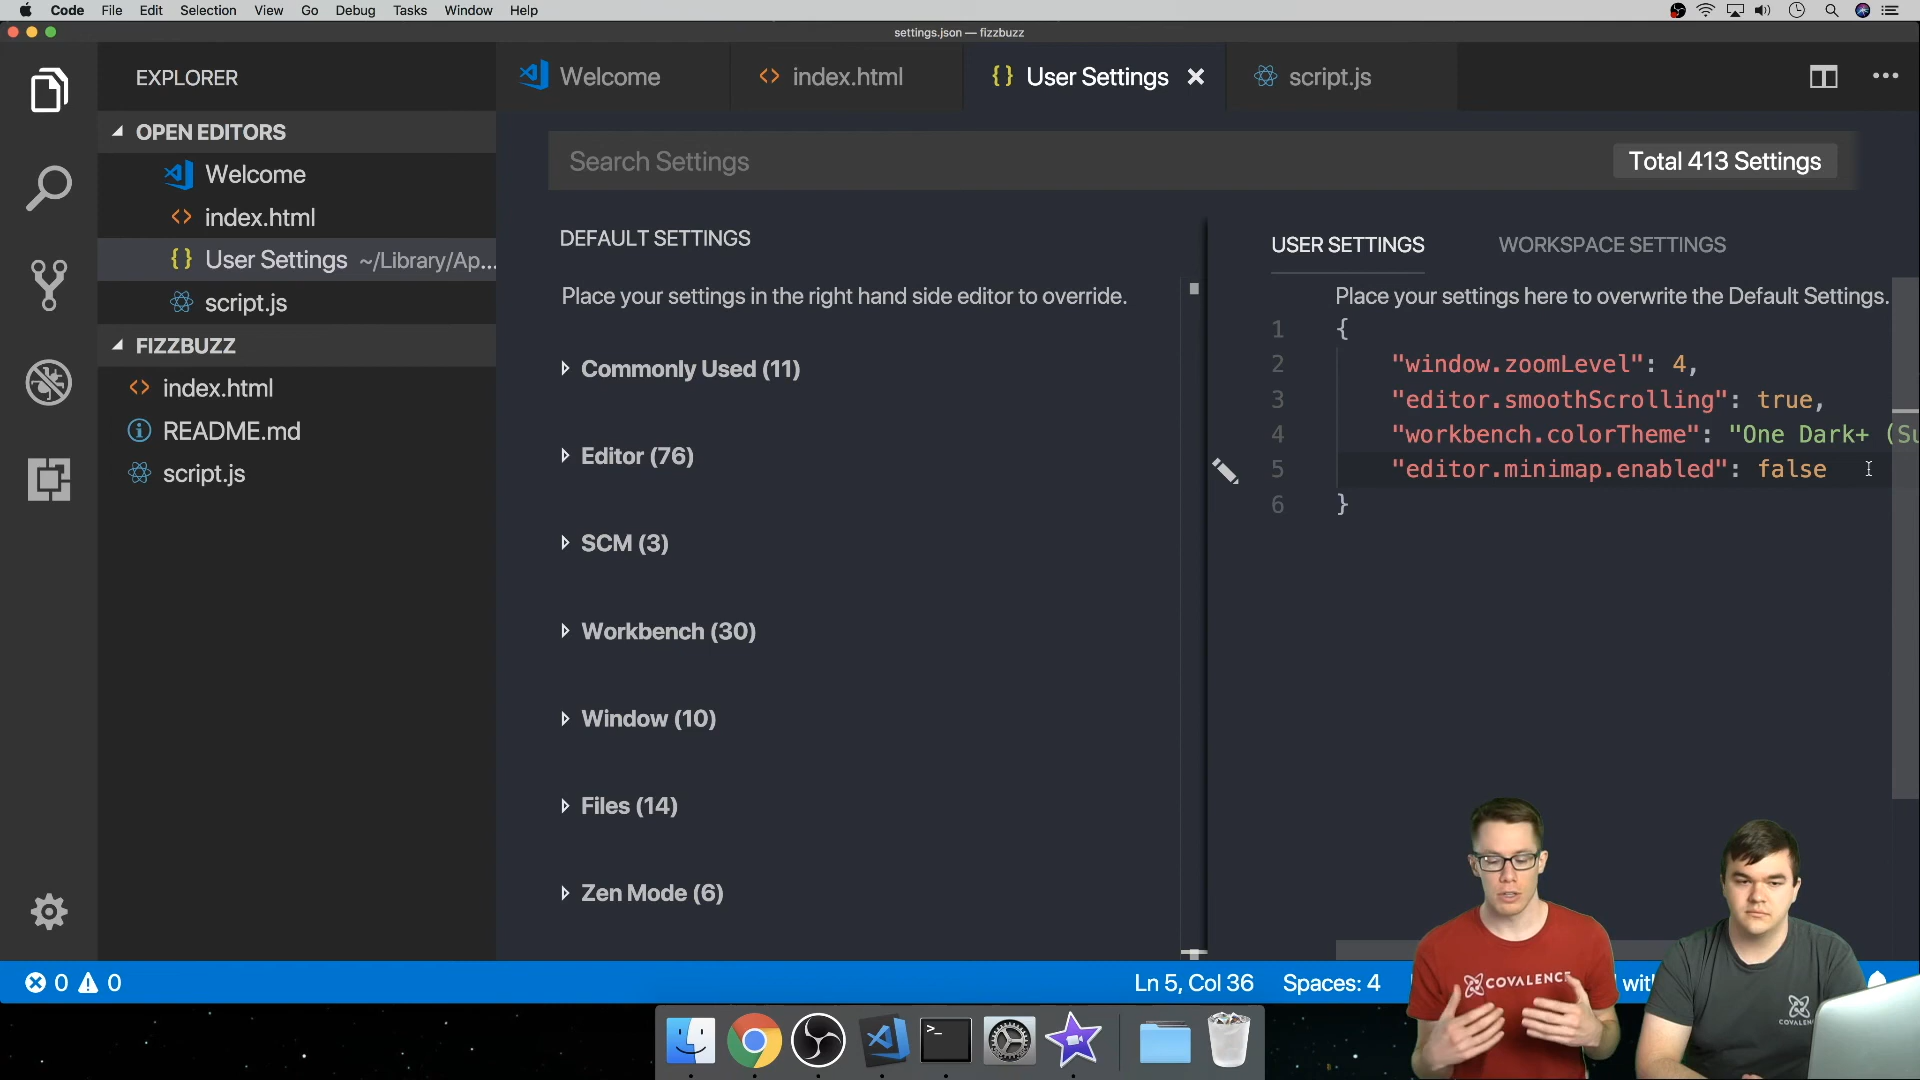 Code File Edit Selection View Go Debug Tasks Window Help
settings.json — fizzbuzz
EXPLORER
OPEN EDITORS
Welcome
index.html
User Settings ~/Library/Ap...
script.js
FIZZBUZZ
index.html
README.md
script.js
Welcome index.html User Settings script.js
Search Settings
Total 413 Settings
DEFAULT SETTINGS
Place your settings in the right hand side editor to override.
Commonly Used (11)
Editor (76)
SCM (3)
Workbench (30)
Window (10)
Files (14)
Zen Mode (6)
USER SETTINGS WORKSPACE SETTINGS
Place your settings here to overwrite the Default Settings.
1 {
2 "window.zoomLevel": 4,
3 "editor.smoothScrolling": true,
4 "workbench.colorTheme": "One Dark+ (Su
5 "editor.minimap.enabled": false
6 }
0 0
Ln 5, Col 36 Spaces: 4
COVALENCE